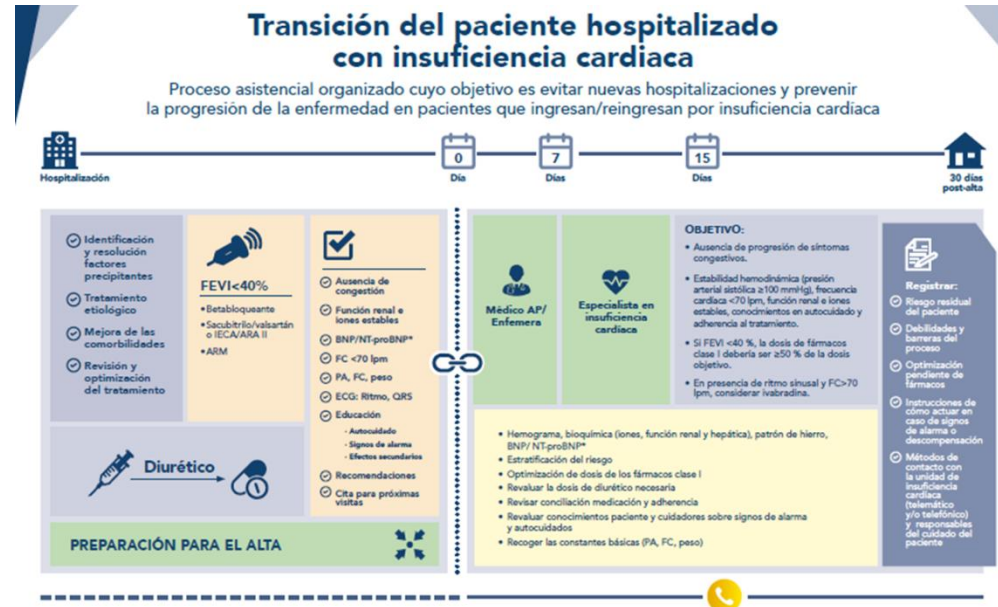 Transición del paciente hospitalizado
con insuficiencia cardiaca
Proceso asistencial organizado cuyo objetivo es evitar nuevas hospitalizaciones y prevenir
la progresión de la enfermedad en pacientes que ingresan/reingresan por insuficiencia cardíaca
Hospitalización
0
Día
7
Días
15
Días
30 días
post-alta
Identificación
y resolución
factores
precipitantes
Tratamiento
etiológico
Mejora de las
comorbilidades
Revisión y
optimización
del tratamiento
FEVI<40%
•Betabloqueante
•Sacubitrilo/valsartán
o IECA/ARA II
•ARM
Diurético
Ausencia de
congestión
Función renal e
iones estables
BNP/NT-proBNP*
FC <70 lpm
PA, FC, peso
ECG: Ritmo, QRS
Educación
- Autocuidado
- Signos de alarma
- Efectos secundarios
Recomendaciones
Cita para próximas
visitas
PREPARACIÓN PARA EL ALTA
Médico AP/
Enfemera
Especialista en
insuficiencia
cardíaca
OBJETIVO:
• Ausencia de progresión de síntomas
congestivos.
• Estabilidad hemodinámica (presión
arterial sistólica ≥100 mmHg), frecuencia
cardíaca <70 lpm, función renal e iones
estables, conocimientos en autocuidado y
adherencia al tratamiento.
• Si FEVI <40 %, la dosis de fármacos
clase I debería ser ≥50 % de la dosis
objetivo.
• En presencia de ritmo sinusal y FC>70
lpm, considerar ivabradina.
• Hemograma, bioquímica (iones, función renal y hepática), patrón de hierro,
BNP/ NT-proBNP*
• Estratificación del riesgo
• Optimización de dosis de los fármacos clase I
• Revaluar la dosis de diurético necesaria
• Revisar conciliación medicación y adherencia
• Revaluar conocimientos paciente y cuidadores sobre signos de alarma
y autocuidados
• Recoger las constantes básicas (PA, FC, peso)
Registrar:
Riesgo residual
del paciente
Debilidades y
barreras del
proceso
Optimización
pendiente de
fármacos
Instrucciones de
cómo actuar en
caso de signos
de alarma o
descompensación
Métodos de
contacto con
la unidad de
insuficiencia
cardíaca
(telemático
y/o telefónico)
y responsables
del cuidado del
paciente